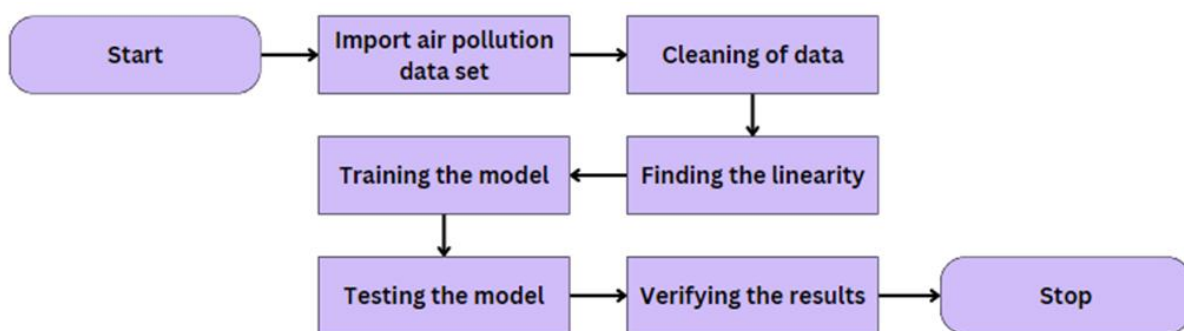 Start
Import air pollution
data set
Cleaning of data
Finding the linearity
Training the model
Testing the model
Verifying the results
Stop